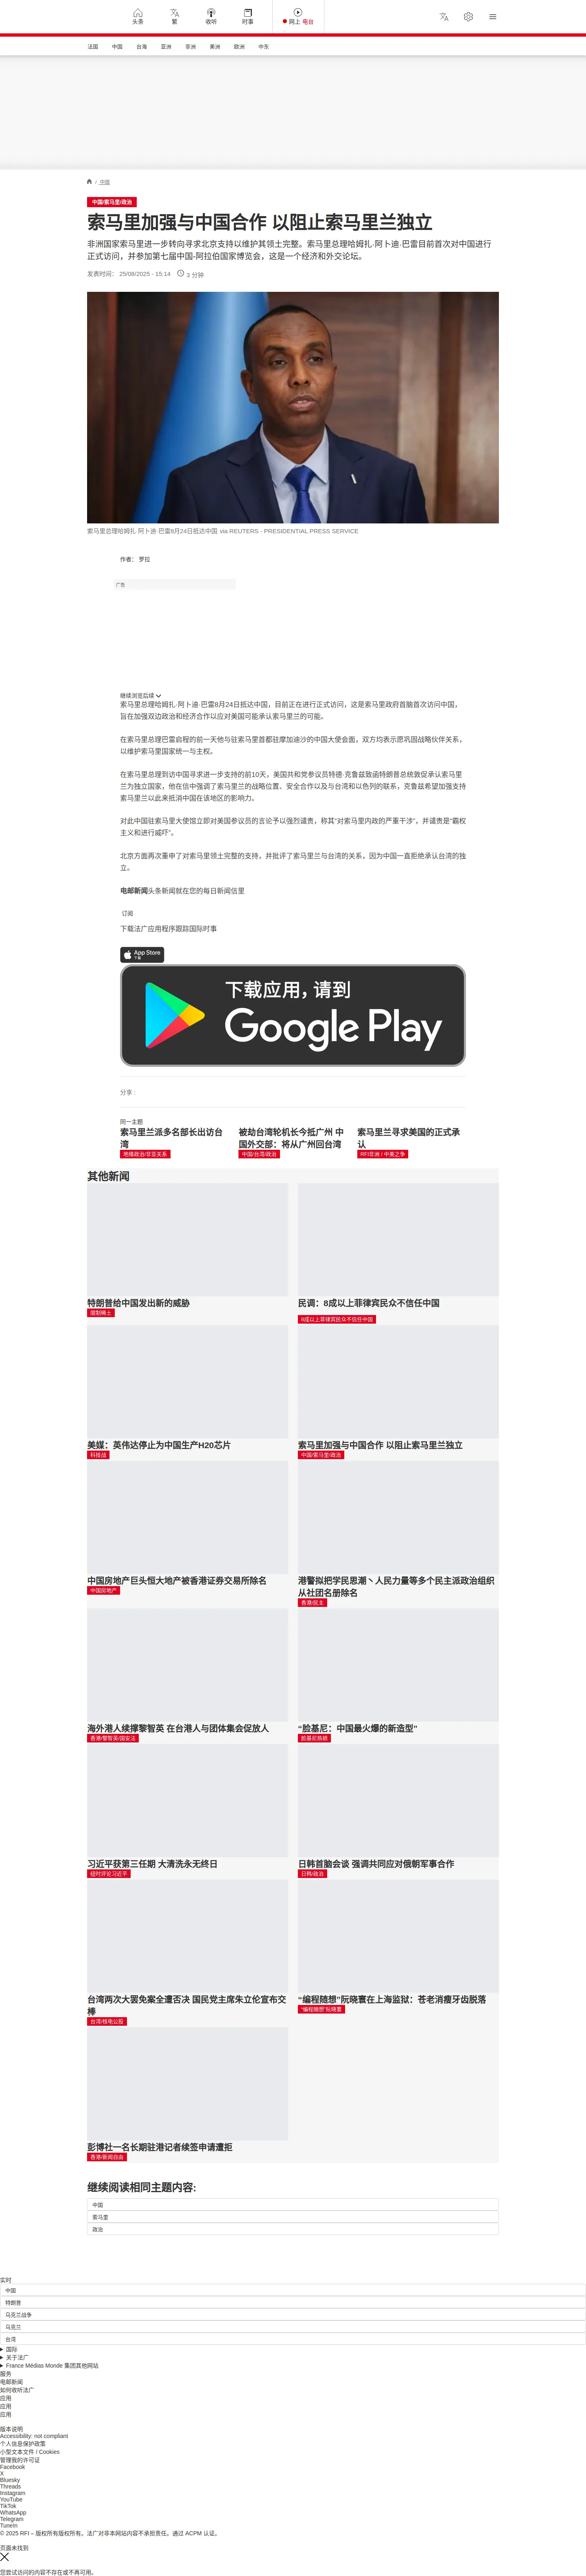 头条
繁
收听
时事
网上 电台
法国
中国
台海
亚洲
非洲
美洲
欧洲
中东
/ 中国
中国/索马里/政治
索马里加强与中国合作 以阻止索马里兰独立
非洲国家索马里进一步转向寻求北京支持以维护其领土完整。索马里总理哈姆扎·阿卜迪·巴雷目前首次对中国进行
正式访问，并参加第七届中国-阿拉伯国家博览会，这是一个经济和外交论坛。
发表时间： 25/08/2025 - 15:14
3 分钟
索马里总理哈姆扎·阿卜迪·巴雷8月24日抵达中国 via REUTERS - PRESIDENTIAL PRESS SERVICE
作者： 罗拉
广告
继续浏览后续
索马里总理哈姆扎·阿卜迪·巴雷8月24日抵达中国，目前正在进行正式访问，这是索马里政府首脑首次访问中国，
旨在加强双边政治和经济合作以应对美国可能承认索马里兰的可能。
在索马里总理巴雷启程的前一天他与驻索马里首都驻摩加迪沙的中国大使会面，双方均表示愿巩固战略伙伴关系，
以维护索马里国家统一与主权。
在索马里总理到访中国寻求进一步支持的前10天，美国共和党参议员特德·克鲁兹致函特朗普总统敦促承认索马里
兰为独立国家，他在信中强调了索马里兰的战略位置、安全合作以及与台湾和以色列的联系，克鲁兹希望加强支持
索马里兰以此来抵消中国在该地区的影响力。
对此中国驻索马里大使馆立即对美国参议员的言论予以强烈谴责，称其“对索马里内政的严重干涉”，并谴责是“霸权
主义和进行威吓”。
北京方面再次重申了对索马里领土完整的支持，并批评了索马里兰与台湾的关系，因为中国一直拒绝承认台湾的独
立。
电邮新闻头条新闻就在您的每日新闻信里
订阅
下载法广应用程序跟踪国际时事
App Store
下载
下载应用，请到
Google Play
分享 :
同一主题
索马里兰派多名部长出访台
湾
地缘政治/非亚关系
被劫台湾轮机长今抵广州 中
国外交部：将从广州回台湾
中国/台湾/政治
索马里兰寻求美国的正式承
认
RFI非洲 / 中美之争
其他新闻
特朗普给中国发出新的威胁
限制稀土
民调：8成以上菲律宾民众不信任中国
8成以上菲律宾民众不信任中国
美媒：英伟达停止为中国生产H20芯片
科技战
索马里加强与中国合作 以阻止索马里兰独立
中国/索马里/政治
中国房地产巨头恒大地产被香港证券交易所除名
中国房地产
港警拟把学民思潮丶人民力量等多个民主派政治组织
从社团名册除名
香港/民主
海外港人续撑黎智英 在台港人与团体集会促放人
香港/黎智英/国安法
“脸基尼：中国最火爆的新造型”
脸基尼热銷
习近平获第三任期 大清洗永无终日
纽时评论习近平
日韩首脑会谈 强调共同应对俄朝军事合作
日韩/政治
台湾两次大罢免案全遭否决 国民党主席朱立伦宣布交
棒
台湾/核电公投
“编程随想”阮晓寰在上海监狱：苍老消瘦牙齿脱落
“编程随想”阮晓寰
彭博社一名长期驻港记者续签申请遭拒
香港/新闻自由
继续阅读相同主题内容:
中国
索马里
政治
实时
中国
特朗普
乌克兰战争
乌克兰
台湾
国际
关于法广
France Médias Monde 集团其他网站
服务
电邮新闻
如何收听法广
应用
应用
应用
版本说明
Accessibility: not compliant
个人信息保护政策
小型文本文件 / Cookies
管理我的许可证
Facebook
X
Bluesky
Threads
Instagram
YouTube
TikTok
WhatsApp
Telegram
TuneIn
© 2025 RFI – 版权所有版权所有。法广对非本网站内容不承担责任。通过 ACPM 认证。
页面未找到
您尝试访问的内容不存在或不再可用。